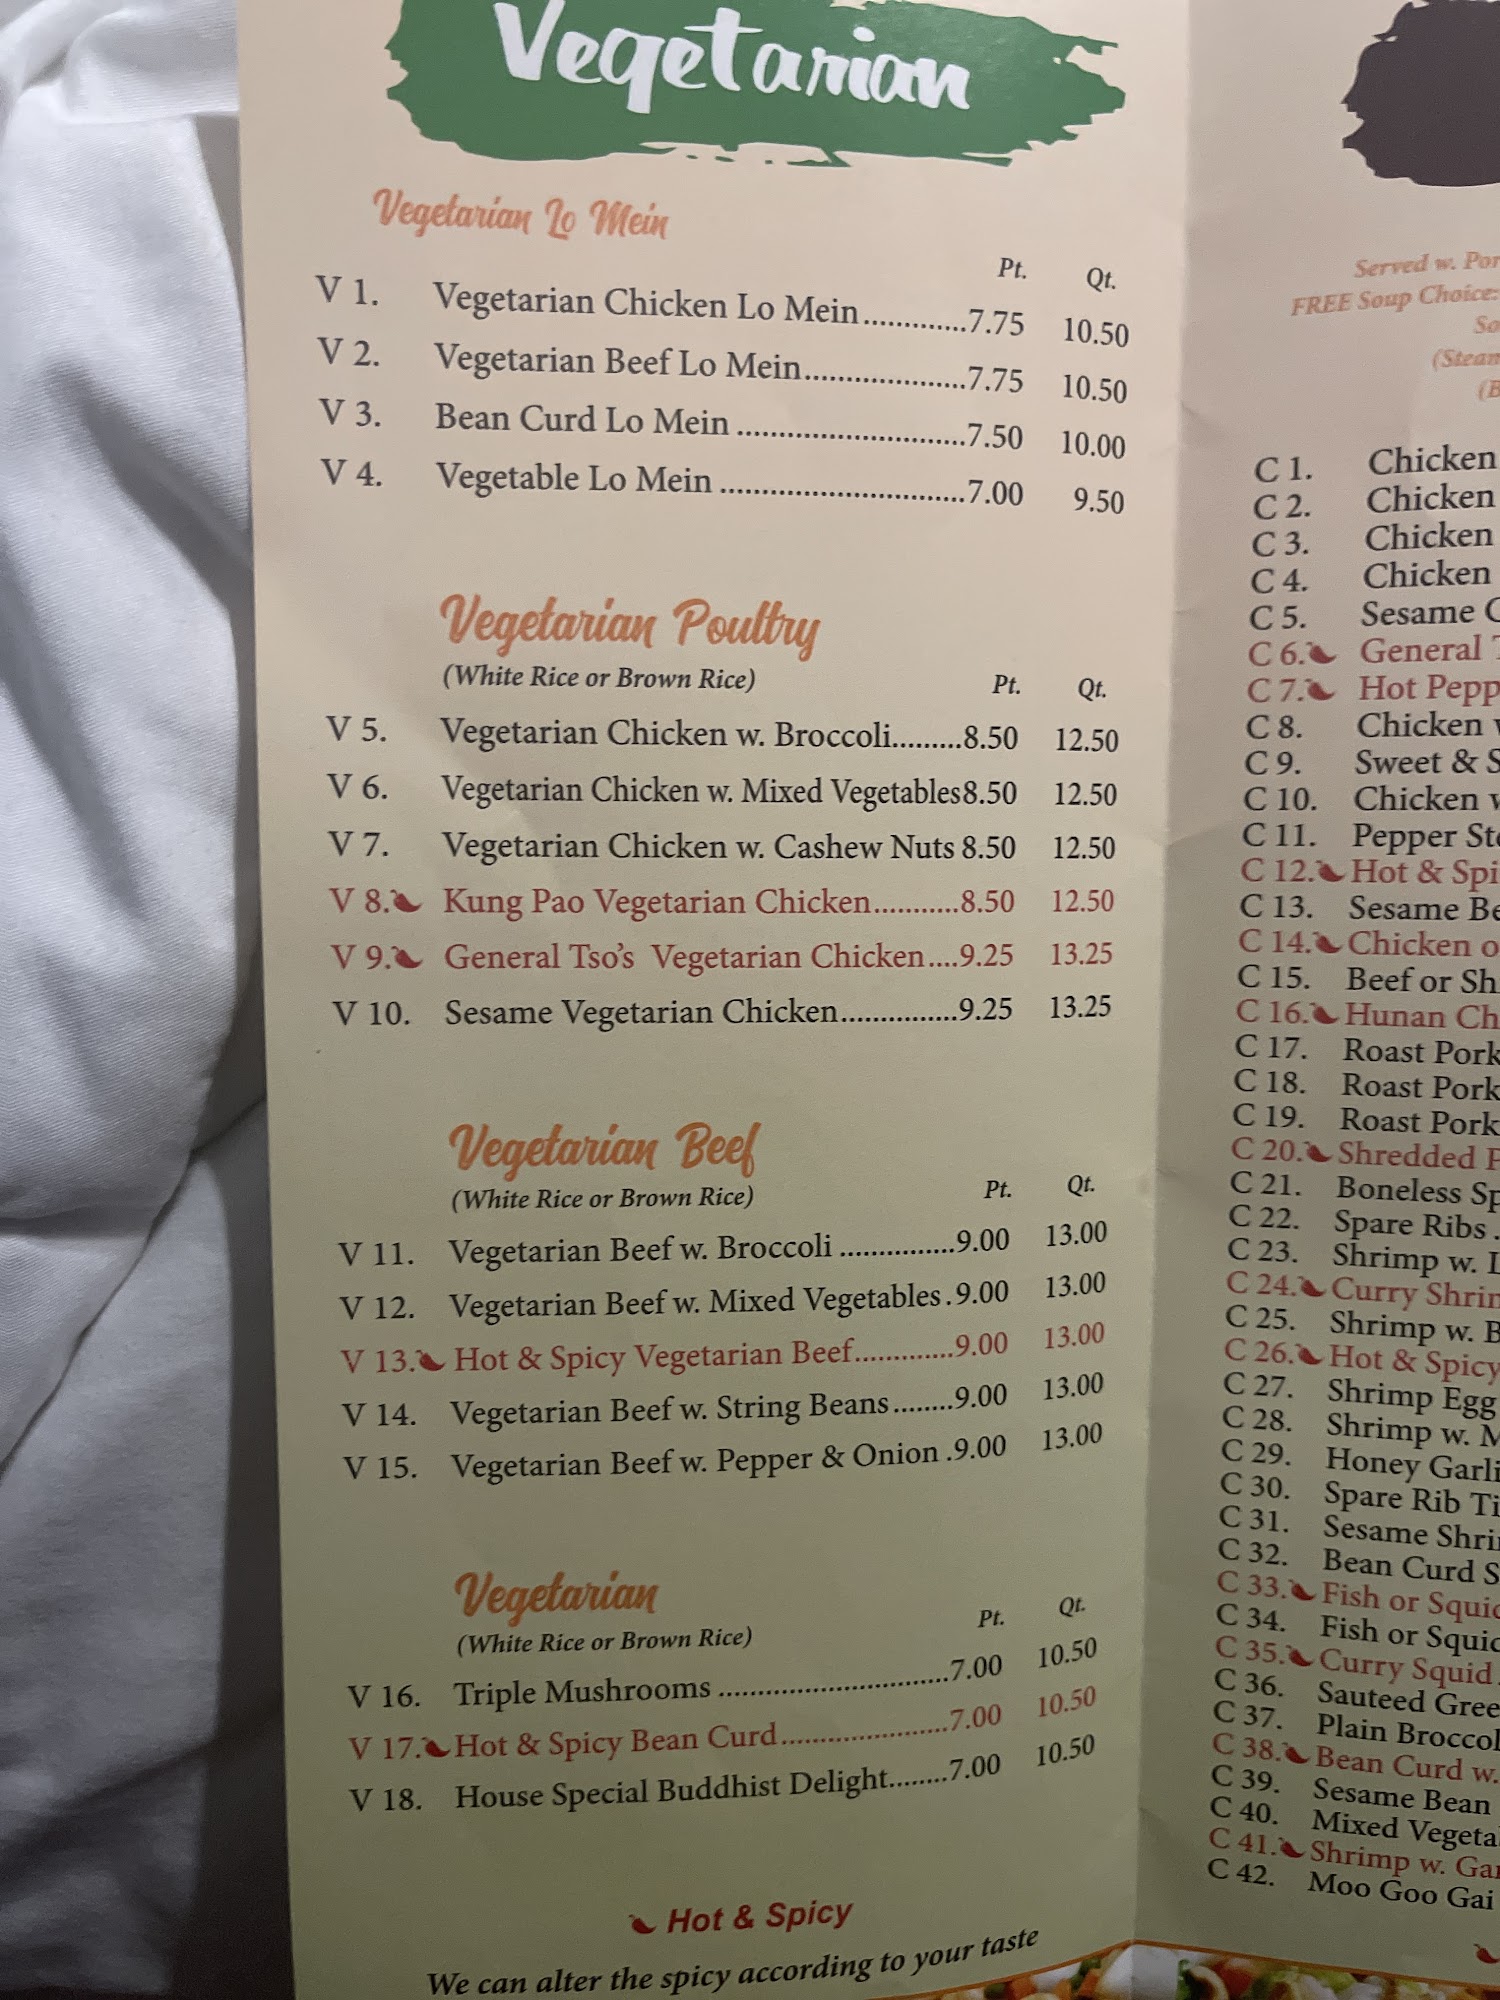 Vegetarian
Vegetarian Lo Mein
Pt. Qt.
V 1. Vegetarian Chicken Lo Mein.............7.75 10.50
V 2. Vegetarian Beef Lo Mein....................7.75 10.50
V 3. Bean Curd Lo Mein ............................7.50 10.00
V 4. Vegetable Lo Mein ..............................7.00 9.50
Vegetarian Poultry
(White Rice or Brown Rice) Pt. Qt.
V 5. Vegetarian Chicken w. Broccoli.........8.50 12.50
V 6. Vegetarian Chicken w. Mixed Vegetables8.50 12.50
V 7. Vegetarian Chicken w. Cashew Nuts 8.50 12.50
V 8. Kung Pao Vegetarian Chicken...........8.50 12.50
V 9. General Tso's Vegetarian Chicken....9.25 13.25
V 10. Sesame Vegetarian Chicken...............9.25 13.25
Vegetarian Beef
(White Rice or Brown Rice) Pt. Qt.
V 11. Vegetarian Beef w. Broccoli ...............9.00 13.00
V 12. Vegetarian Beef w. Mixed Vegetables.9.00 13.00
V 13. Hot & Spicy Vegetarian Beef.............9.00 13.00
V 14. Vegetarian Beef w. String Beans........9.00 13.00
V 15. Vegetarian Beef w. Pepper & Onion .9.00 13.00
Vegetarian
(White Rice or Brown Rice) Pt. Qt.
V 16. Triple Mushrooms ..............................7.00 10.50
V 17. Hot & Spicy Bean Curd......................7.00 10.50
V 18. House Special Buddhist Delight........7.00 10.50
Hot & Spicy
We can alter the spicy according to your taste
Served w.
FREE Soup Choice:
C 1. Chicken
C 2. Chicken
C 3. Chicken
C 4. Chicken
C 5. Sesame
C 6. General
C 7. Hot
C 8. Chicken
C 9. Sweet &
C 10. Chicken
C 11. Pepper
C 12. Hot &
C 13. Sesame
C 14. Chicken
C 15. Beef or
C 16. Hunan
C 17. Roast Pork
C 18. Roast Pork
C 19. Roast Pork
C 20. Shredded
C 21. Boneless
C 22. Spare Ribs .
C 23. Shrimp w.
C 24. Curry
C 25. Shrimp w.
C 26. Hot & Spicy
C 27. Shrimp Egg
C 28. Shrimp w.
C 29. Honey
C 30. Spare Rib
C 31. Sesame
C 32. Bean Curd
C 33. Fish or
C 34. Fish or
C 35. Curry Squid
C 36. Sauteed
C 37. Plain
C 38. Bean Curd w.
C 39. Sesame Bean
C 40. Mixed
C 41. Shrimp w.
C 42. Moo Goo Gai